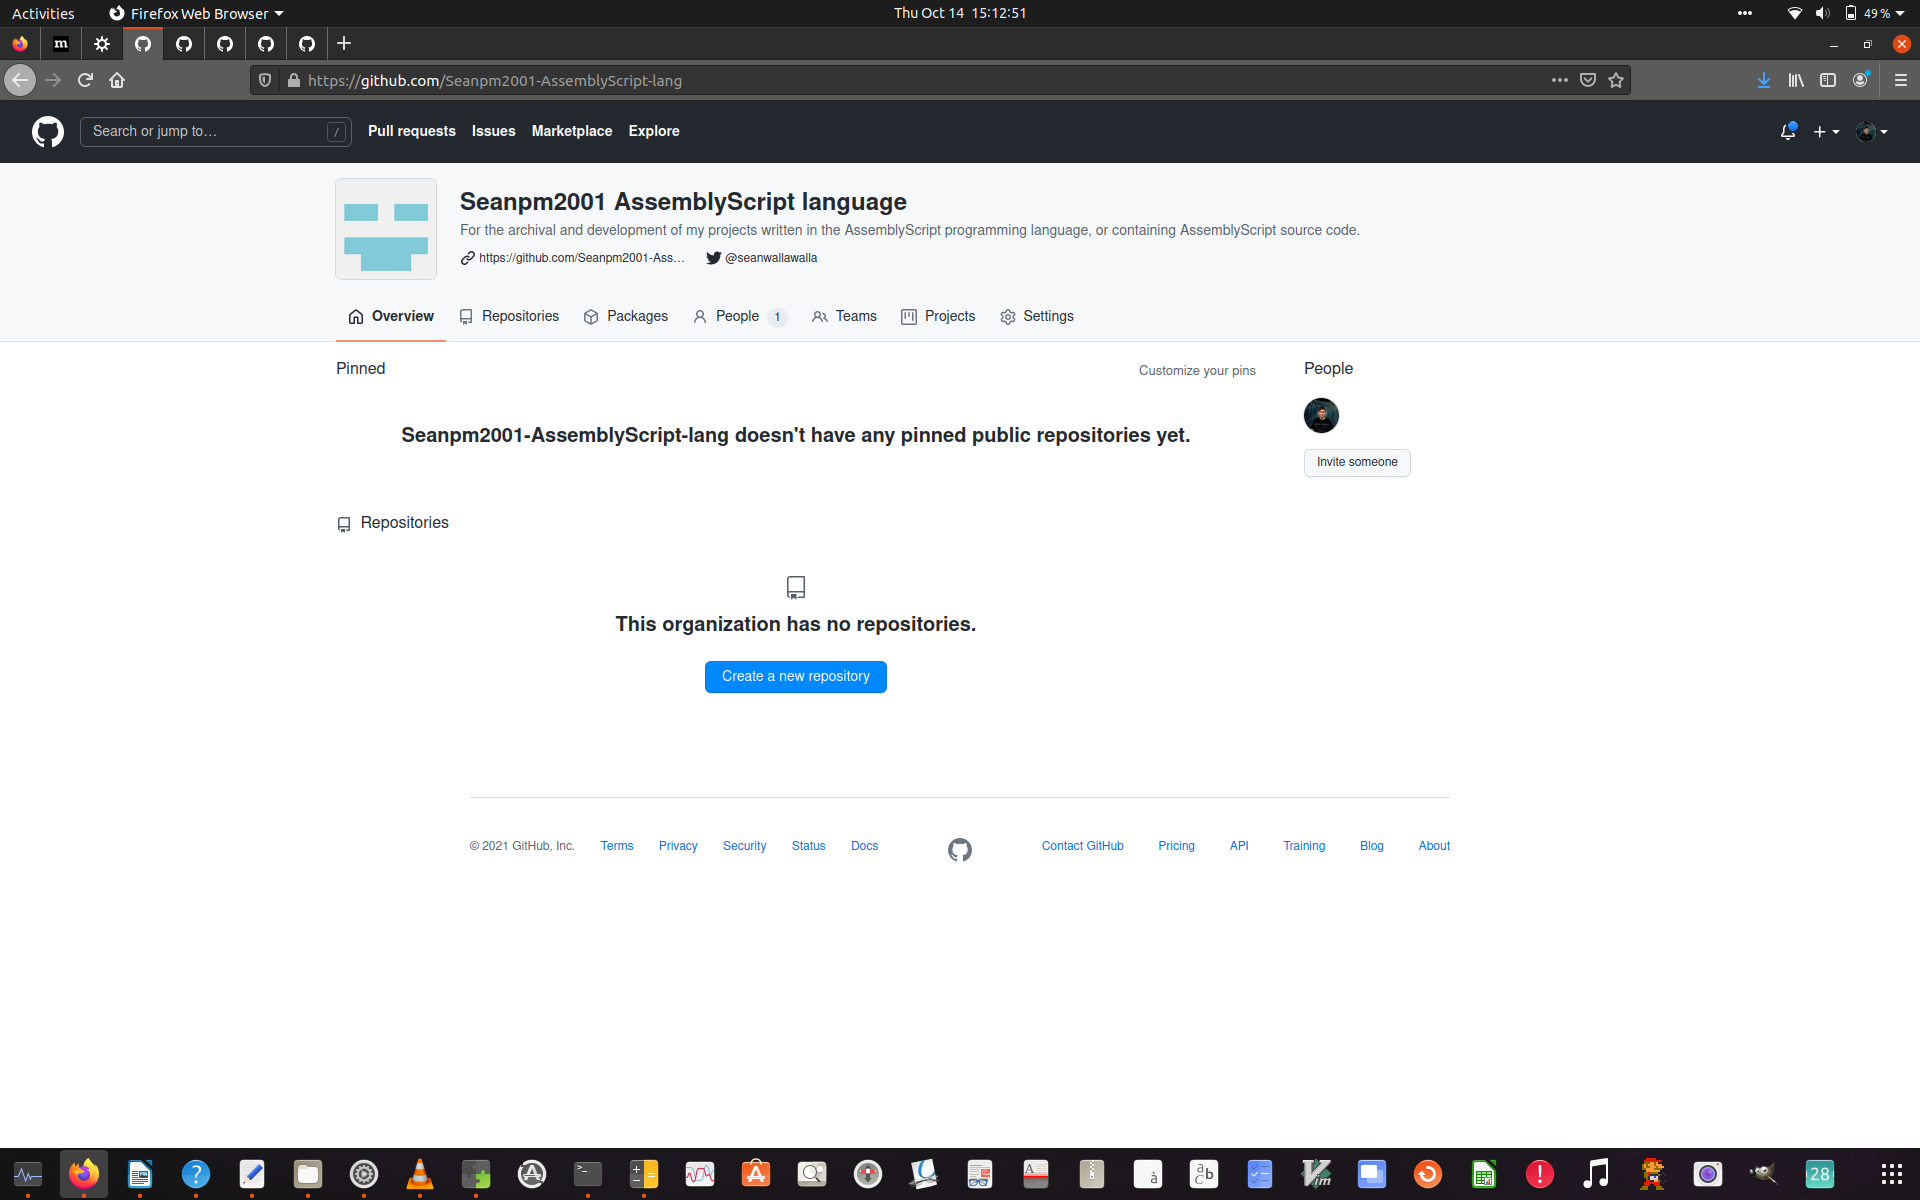 Activities
Firefox Web Browser
Thu Oct 14 15:12:51
49 %
m
https://github.com/Seanpm2001-AssemblyScript-lang
Search or jump to…
/
Pull requests
Issues
Marketplace
Explore
Seanpm2001 AssemblyScript language
For the archival and development of my projects written in the AssemblyScript programming language, or containing AssemblyScript source code.
https://github.com/Seanpm2001-Ass…
@seanwallawalla
Overview
Repositories
Packages
People 1
Teams
Projects
Settings
Pinned
Customize your pins
People
Seanpm2001-AssemblyScript-lang doesn't have any pinned public repositories yet.
Invite someone
Repositories
This organization has no repositories.
Create a new repository
© 2021 GitHub, Inc.
Terms
Privacy
Security
Status
Docs
Contact GitHub
Pricing
API
Training
Blog
About
28